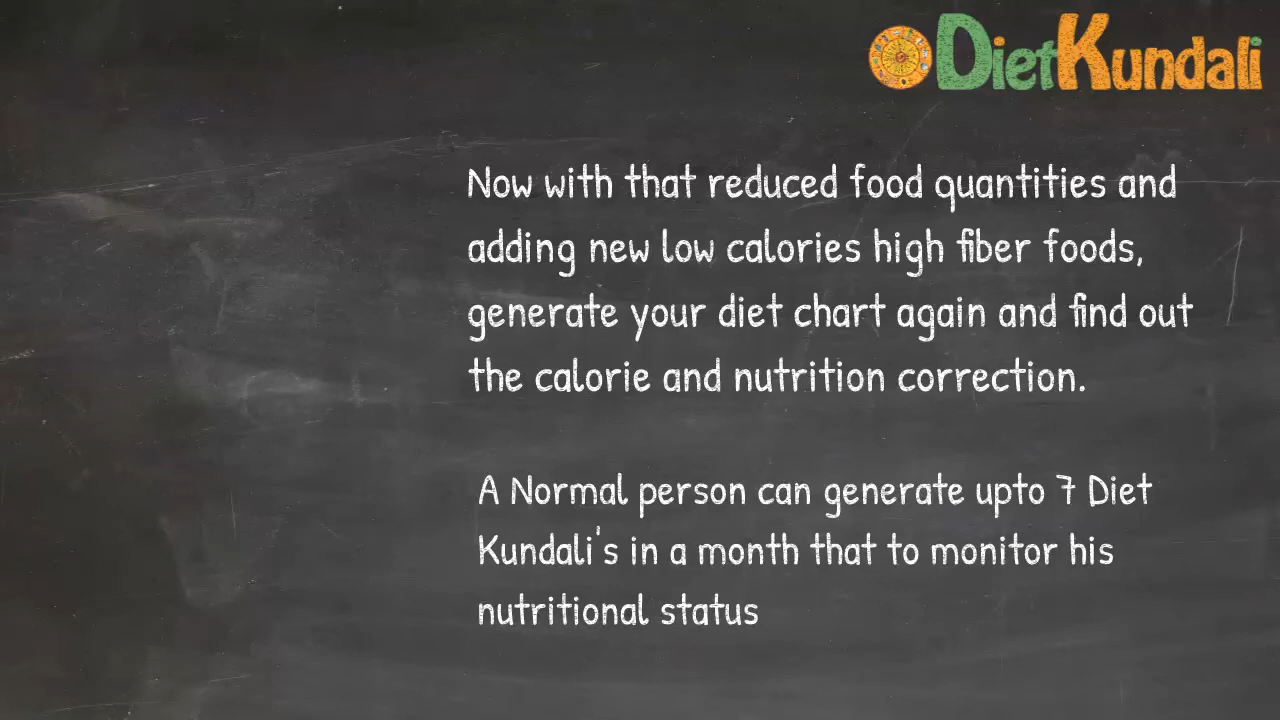 DietKundali
Now with that reduced food quantities and
adding new low calories high fiber foods,
generate your diet chart again and find out
the calorie and nutrition correction.
A Normal person can generate upto 7 Diet
Kundali's in a month that to monitor his
nutritional status